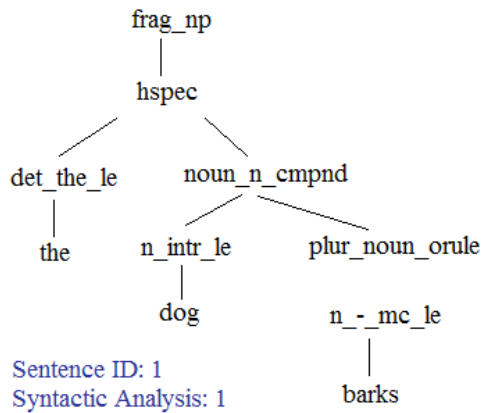 frag_np
hspec
det_the_le noun_n_cmpnd
the n_intr_le plur_noun_orule
dog n_-_mc_le
Sentence ID: 1
Syntactic Analysis: 1 barks